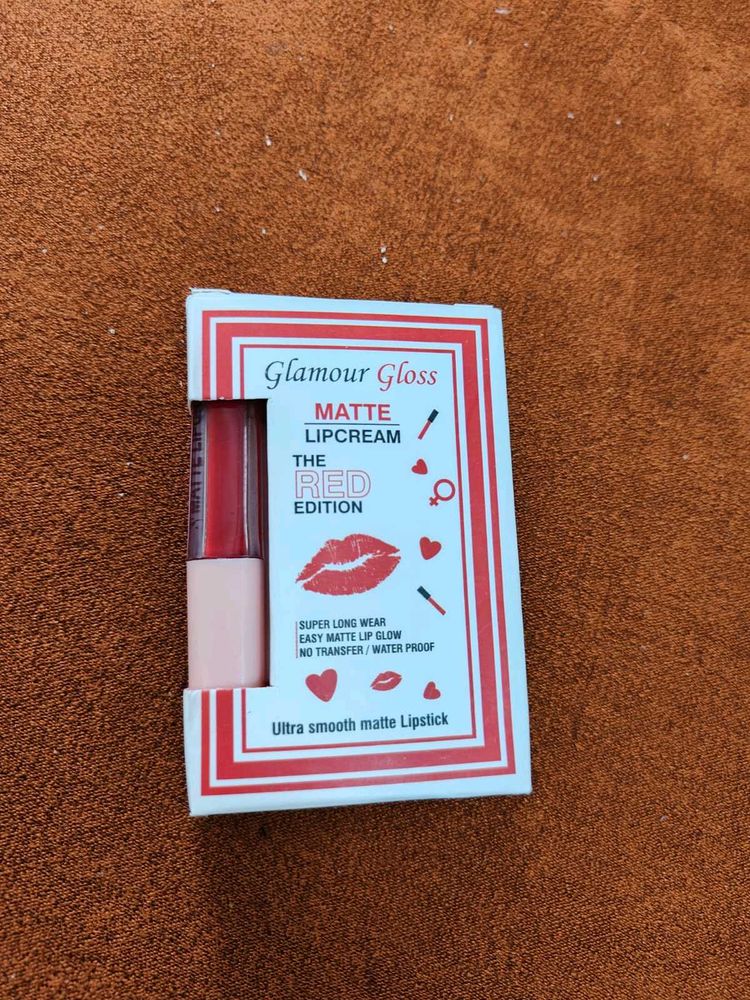 Glamour Gloss
MATTE
LIPCREAM
THE
RED
EDITION
SUPER LONG WEAR
EASY MATTE LIP GLOW
NO TRANSFER / WATER PROOF
Ultra smooth matte Lipstick
MATTE